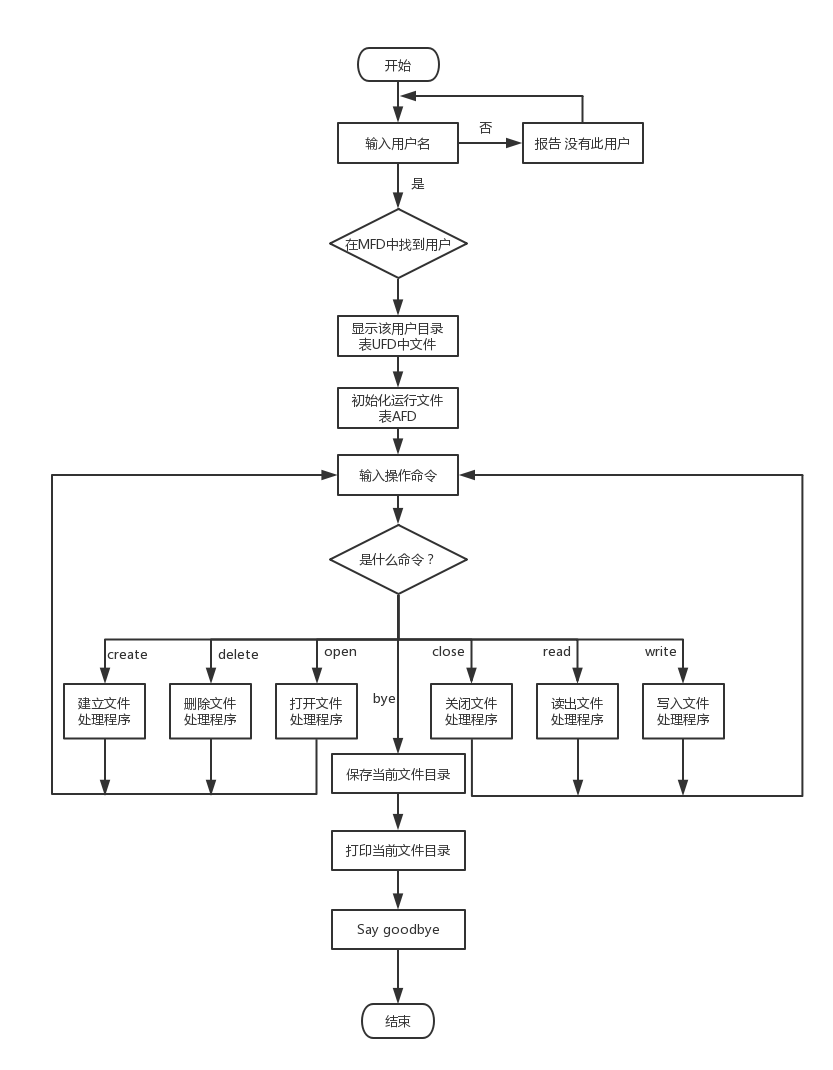 开始
输入用户名
否
报告 没有此用户
是
在MFD中找到用户
显示该用户目录
表UFD中文件
初始化运行文件
表AFD
输入操作命令
是什么命令？
create
delete
open
bye
close
read
write
建立文件
处理程序
删除文件
处理程序
打开文件
处理程序
关闭文件
处理程序
读出文件
处理程序
写入文件
处理程序
保存当前文件目录
打印当前文件目录
Say goodbye
结束